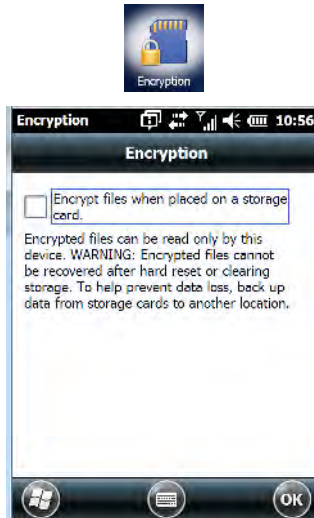 Encryption
Encryption 10:56
Encryption
Encrypt files when placed on a storage
card.
Encrypted files can be read only by this
device. WARNING: Encrypted files cannot
be recovered after hard reset or clearing
storage. To help prevent data loss, back up
data from storage cards to another location.
OK